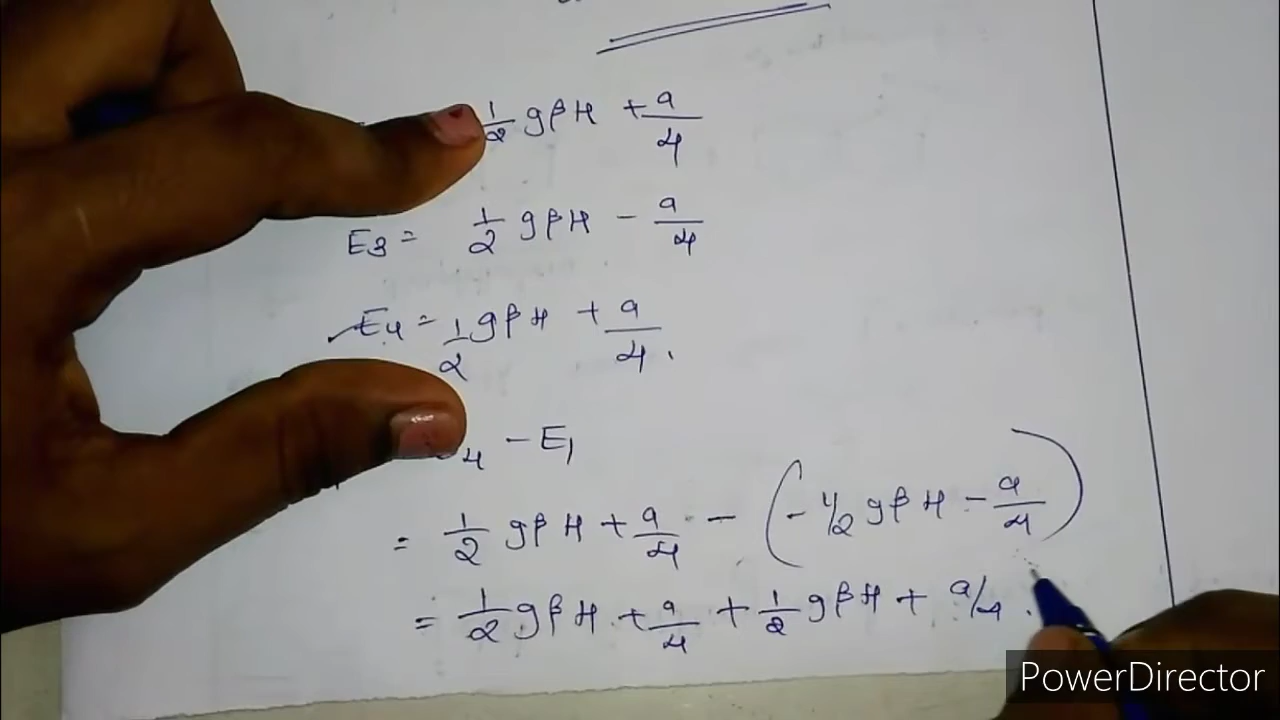 1/2 gβH + a/4
E3 = 1/2 gβH - a/4
E4 = 1/2 gβH + a/4.
4 - E1
= 1/2 gβH + a/4 - (- 1/2 gβH - a/4)
= 1/2 gβH + a/4 + 1/2 gβH + a/4.
PowerDirector